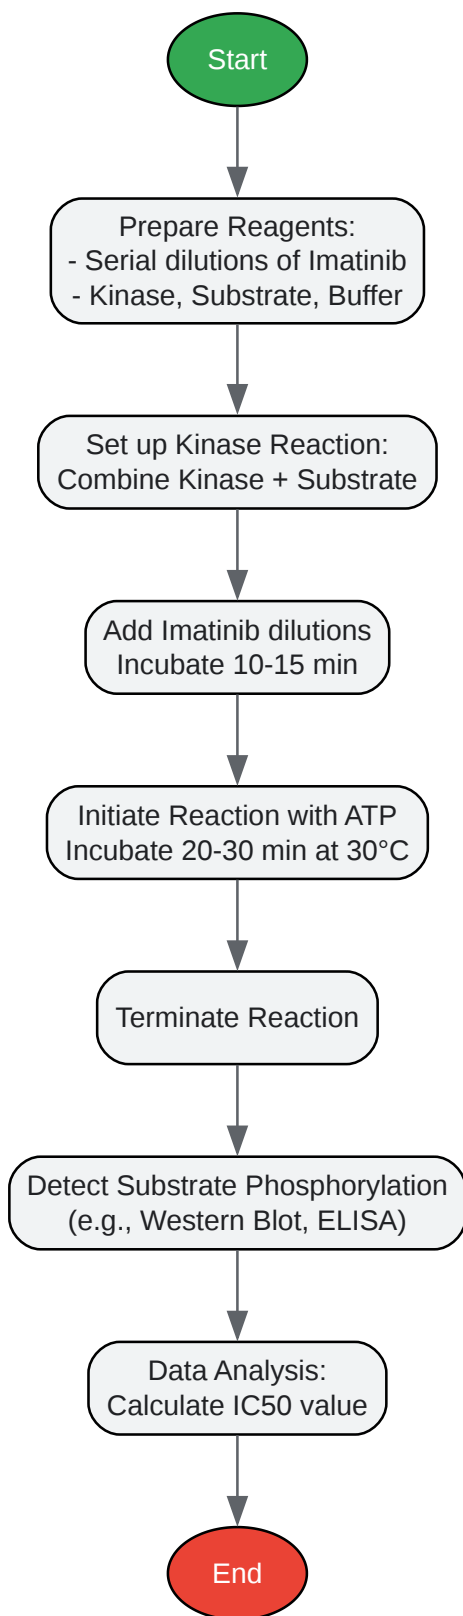 Start
Prepare Reagents:
- Serial dilutions of Imatinib
- Kinase, Substrate, Buffer
Set up Kinase Reaction:
Combine Kinase + Substrate
Add Imatinib dilutions
Incubate 10-15 min
Initiate Reaction with ATP
Incubate 20-30 min at 30°C
Terminate Reaction
Detect Substrate Phosphorylation
(e.g., Western Blot, ELISA)
Data Analysis:
Calculate IC50 value
End